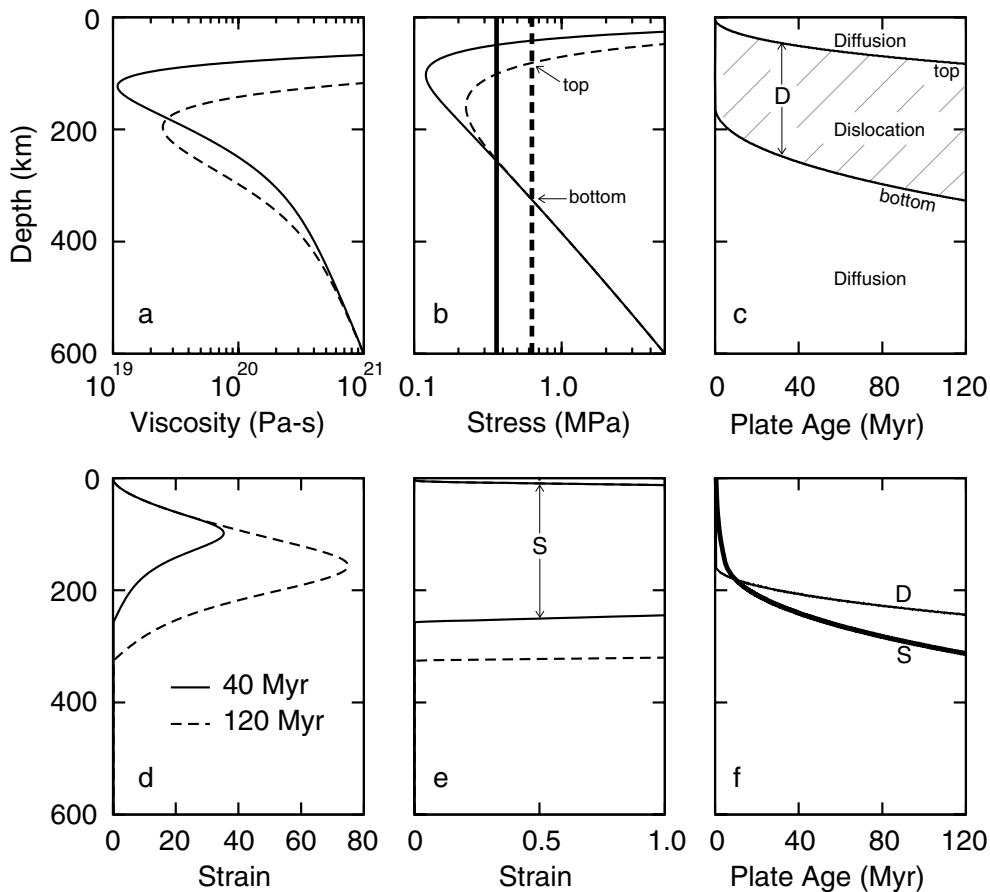 0
200
400
600
Depth (km)
a
10^19
10^20
10^21
Viscosity (Pa-s)
top
bottom
b
0.1
1.0
Stress (MPa)
Diffusion
top
D
Dislocation
bottom
Diffusion
c
0
40
80
120
Plate Age (Myr)
0
200
400
600
40 Myr
120 Myr
d
0
20
40
60
80
Strain
S
e
0
0.5
1.0
Strain
D
S
f
0
40
80
120
Plate Age (Myr)